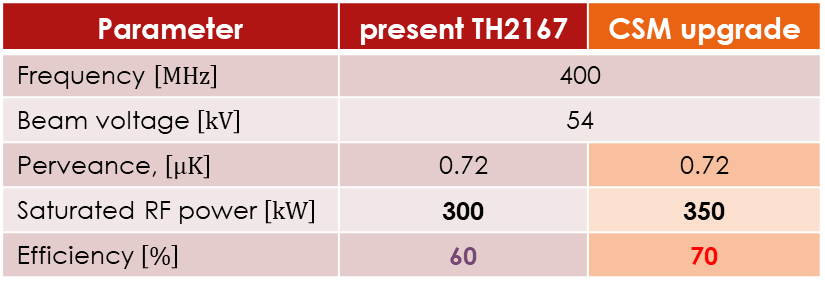 Parameter present TH2167 CSM upgrade
Frequency [MHz] 400
Beam voltage [kV] 54
Perveance, [μK] 0.72 0.72
Saturated RF power [kW] 300 350
Efficiency [%] 60 70